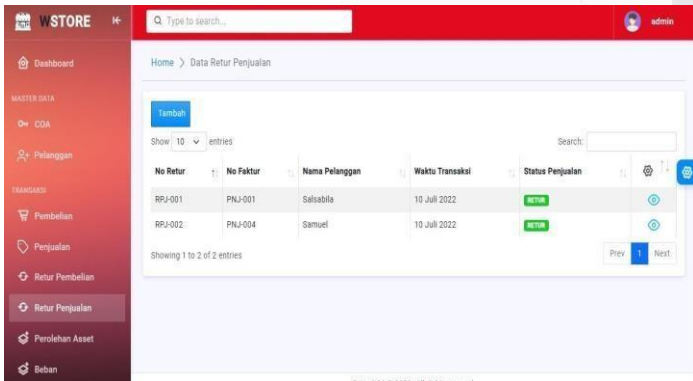 WSTORE
Type to search...
admin
Dashboard
MASTER DATA
COA
Pelanggan
TRANSAKSI
Pembelian
Penjualan
Retur Pembelian
Retur Penjualan
Perolehan Asset
Beban
Home > Data Retur Penjualan
Tambah
Show 10 entries
Search:
No Retur No Faktur Nama Pelanggan Waktu Transaksi Status Penjualan
RPJ-001 PNJ-001 Salsabila 10 Juli 2022 RETUR
RPJ-002 PNJ-004 Samuel 10 Juli 2022 RETUR
Showing 1 to 2 of 2 entries
Prev 1 Next